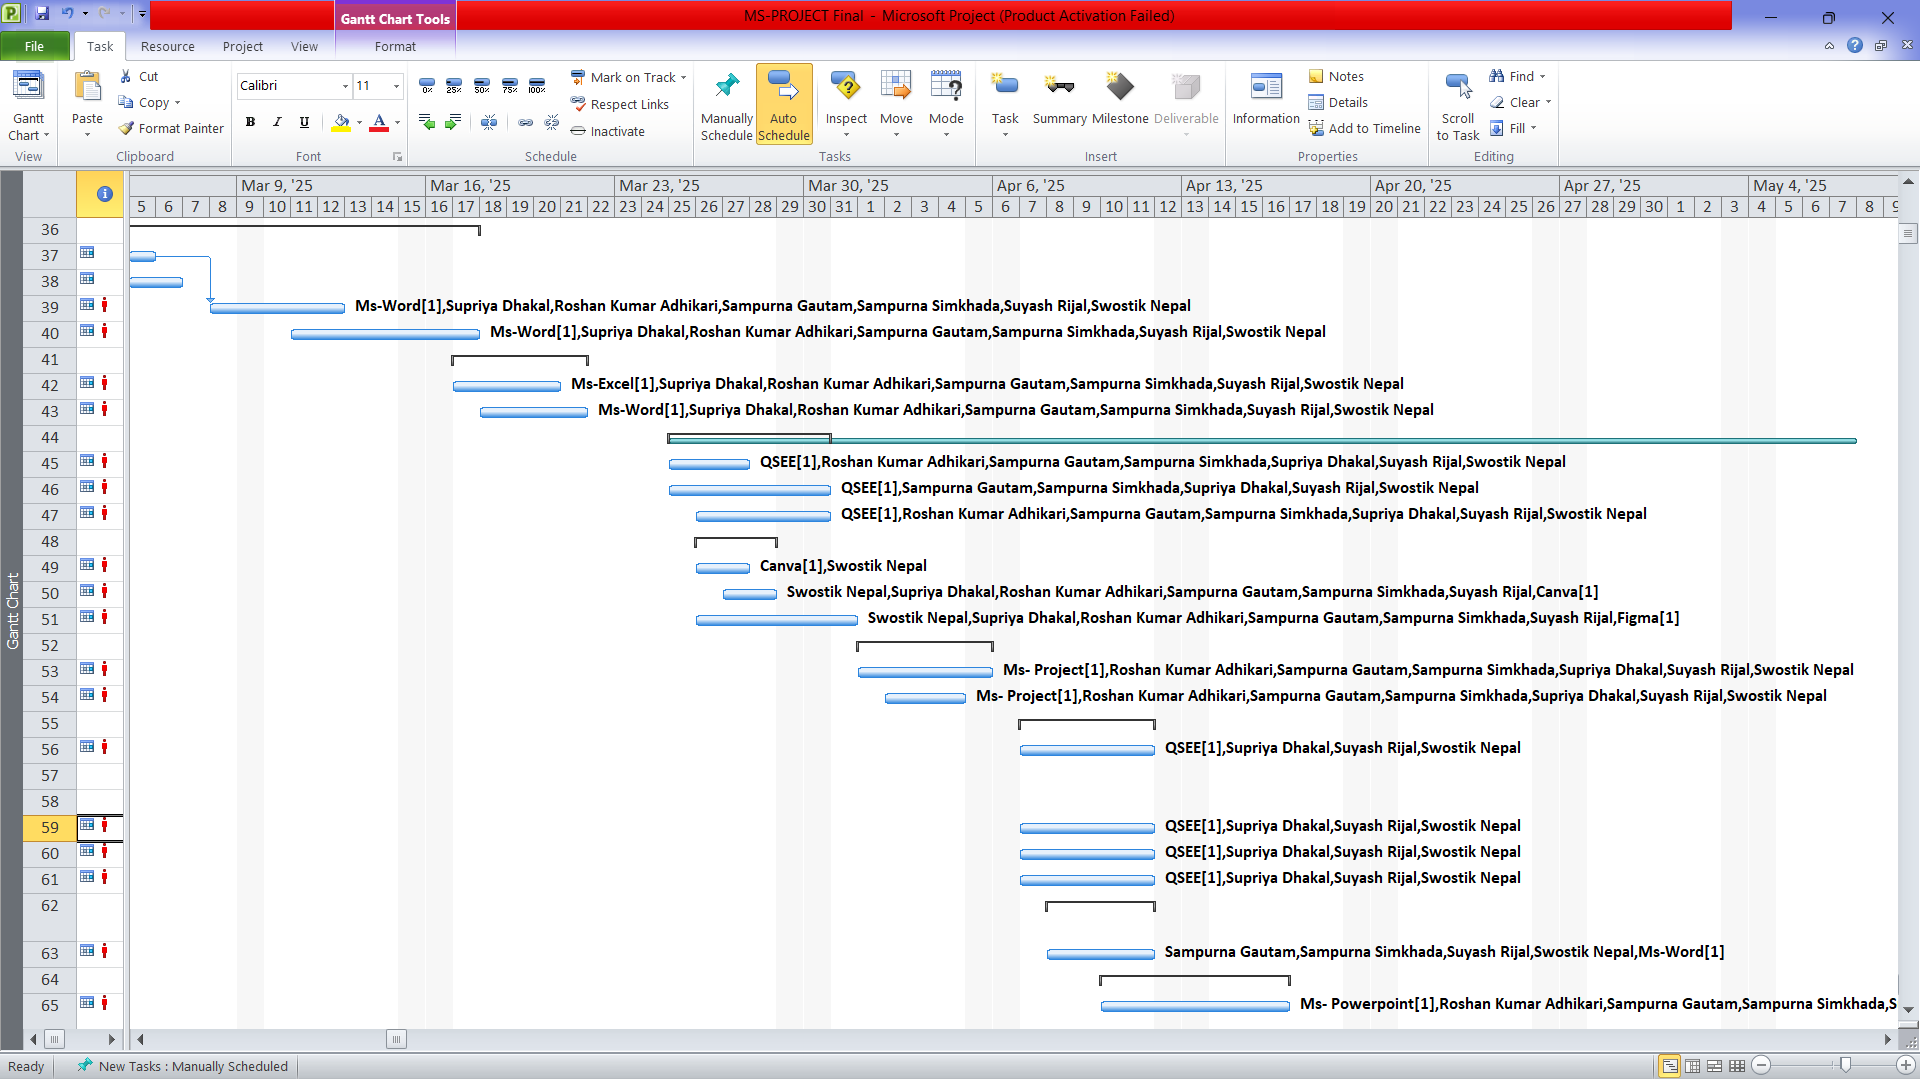 MS-PROJECT Final - Microsoft Project (Product Activation Failed)
Gantt Chart Tools
File Task Resource Project View Format
Gantt Chart
View
Paste
Cut
Copy
Format Painter
Clipboard
Calibri 11
B I U A
Font
0% 25% 50% 75% 100%
Mark on Track
Respect Links
Inactivate
Schedule
Manually Schedule
Auto Schedule
Inspect
Move
Mode
Tasks
Task
Summary
Milestone
Deliverable
Insert
Information
Notes
Details
Add to Timeline
Properties
Scroll to Task
Find
Clear
Fill
Editing
Mar 9, '25 Mar 16, '25 Mar 23, '25 Mar 30, '25 Apr 6, '25 Apr 13, '25 Apr 20, '25 Apr 27, '25 May 4, '25
5 6 7 8 9 10 11 12 13 14 15 16 17 18 19 20 21 22 23 24 25 26 27 28 29 30 31 1 2 3 4 5 6 7 8 9 10 11 12 13 14 15 16 17 18 19 20 21 22 23 24 25 26 27 28 29 30 1 2 3 4 5 6 7 8 9
36
37
38
39 Ms-Word[1],Supriya Dhakal,Roshan Kumar Adhikari,Sampurna Gautam,Sampurna Simkhada,Suyash Rijal,Swostik Nepal
40 Ms-Word[1],Supriya Dhakal,Roshan Kumar Adhikari,Sampurna Gautam,Sampurna Simkhada,Suyash Rijal,Swostik Nepal
41
42 Ms-Excel[1],Supriya Dhakal,Roshan Kumar Adhikari,Sampurna Gautam,Sampurna Simkhada,Suyash Rijal,Swostik Nepal
43 Ms-Word[1],Supriya Dhakal,Roshan Kumar Adhikari,Sampurna Gautam,Sampurna Simkhada,Suyash Rijal,Swostik Nepal
44
45 QSEE[1],Roshan Kumar Adhikari,Sampurna Gautam,Sampurna Simkhada,Supriya Dhakal,Suyash Rijal,Swostik Nepal
46 QSEE[1],Sampurna Gautam,Sampurna Simkhada,Supriya Dhakal,Suyash Rijal,Swostik Nepal
47 QSEE[1],Roshan Kumar Adhikari,Sampurna Gautam,Sampurna Simkhada,Supriya Dhakal,Suyash Rijal,Swostik Nepal
48
49 Canva[1],Swostik Nepal
50 Swostik Nepal,Supriya Dhakal,Roshan Kumar Adhikari,Sampurna Gautam,Sampurna Simkhada,Suyash Rijal,Canva[1]
51 Swostik Nepal,Supriya Dhakal,Roshan Kumar Adhikari,Sampurna Gautam,Sampurna Simkhada,Suyash Rijal,Figma[1]
52
53 Ms- Project[1],Roshan Kumar Adhikari,Sampurna Gautam,Sampurna Simkhada,Supriya Dhakal,Suyash Rijal,Swostik Nepal
54 Ms- Project[1],Roshan Kumar Adhikari,Sampurna Gautam,Sampurna Simkhada,Supriya Dhakal,Suyash Rijal,Swostik Nepal
55
56 QSEE[1],Supriya Dhakal,Suyash Rijal,Swostik Nepal
57
58
59 QSEE[1],Supriya Dhakal,Suyash Rijal,Swostik Nepal
60 QSEE[1],Supriya Dhakal,Suyash Rijal,Swostik Nepal
61 QSEE[1],Supriya Dhakal,Suyash Rijal,Swostik Nepal
62
63 Sampurna Gautam,Sampurna Simkhada,Suyash Rijal,Swostik Nepal,Ms-Word[1]
64
65 Ms- Powerpoint[1],Roshan Kumar Adhikari,Sampurna Gautam,Sampurna Simkhada,S
Gantt Chart
Ready New Tasks : Manually Scheduled